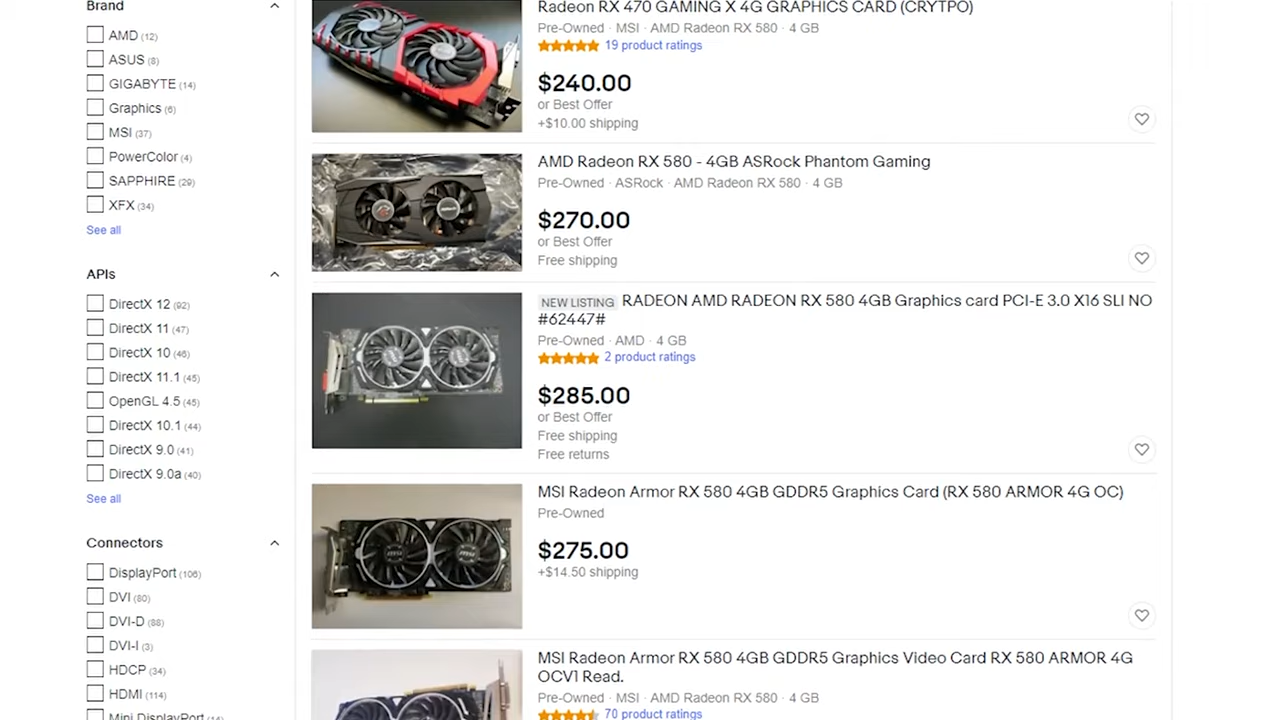 Brand
AMD (12)
ASUS (8)
GIGABYTE (14)
Graphics (6)
MSI (37)
PowerColor (4)
SAPPHIRE (29)
XFX (34)
See all
APIs
DirectX 12 (92)
DirectX 11 (47)
DirectX 10 (46)
DirectX 11.1 (45)
OpenGL 4.5 (45)
DirectX 10.1 (44)
DirectX 9.0 (41)
DirectX 9.0a (40)
See all
Connectors
DisplayPort (106)
DVI (80)
DVI-D (88)
DVI-I (3)
HDCP (34)
HDMI (114)
Mini DisplayPort (14)
Radeon RX 470 GAMING X 4G GRAPHICS CARD (CRYTPO)
Pre-Owned · MSI · AMD Radeon RX 580 · 4 GB
19 product ratings
$240.00
or Best Offer
+$10.00 shipping
AMD Radeon RX 580 - 4GB ASRock Phantom Gaming
Pre-Owned · ASRock · AMD Radeon RX 580 · 4 GB
$270.00
or Best Offer
Free shipping
NEW LISTING RADEON AMD RADEON RX 580 4GB Graphics card PCI-E 3.0 X16 SLI NO
#62447#
Pre-Owned · AMD · 4 GB
2 product ratings
$285.00
or Best Offer
Free shipping
Free returns
MSI Radeon Armor RX 580 4GB GDDR5 Graphics Card (RX 580 ARMOR 4G OC)
Pre-Owned
$275.00
+$14.50 shipping
MSI Radeon Armor RX 580 4GB GDDR5 Graphics Video Card RX 580 ARMOR 4G
OCV1 Read.
Pre-Owned · MSI · AMD Radeon RX 580 · 4 GB
70 product ratings